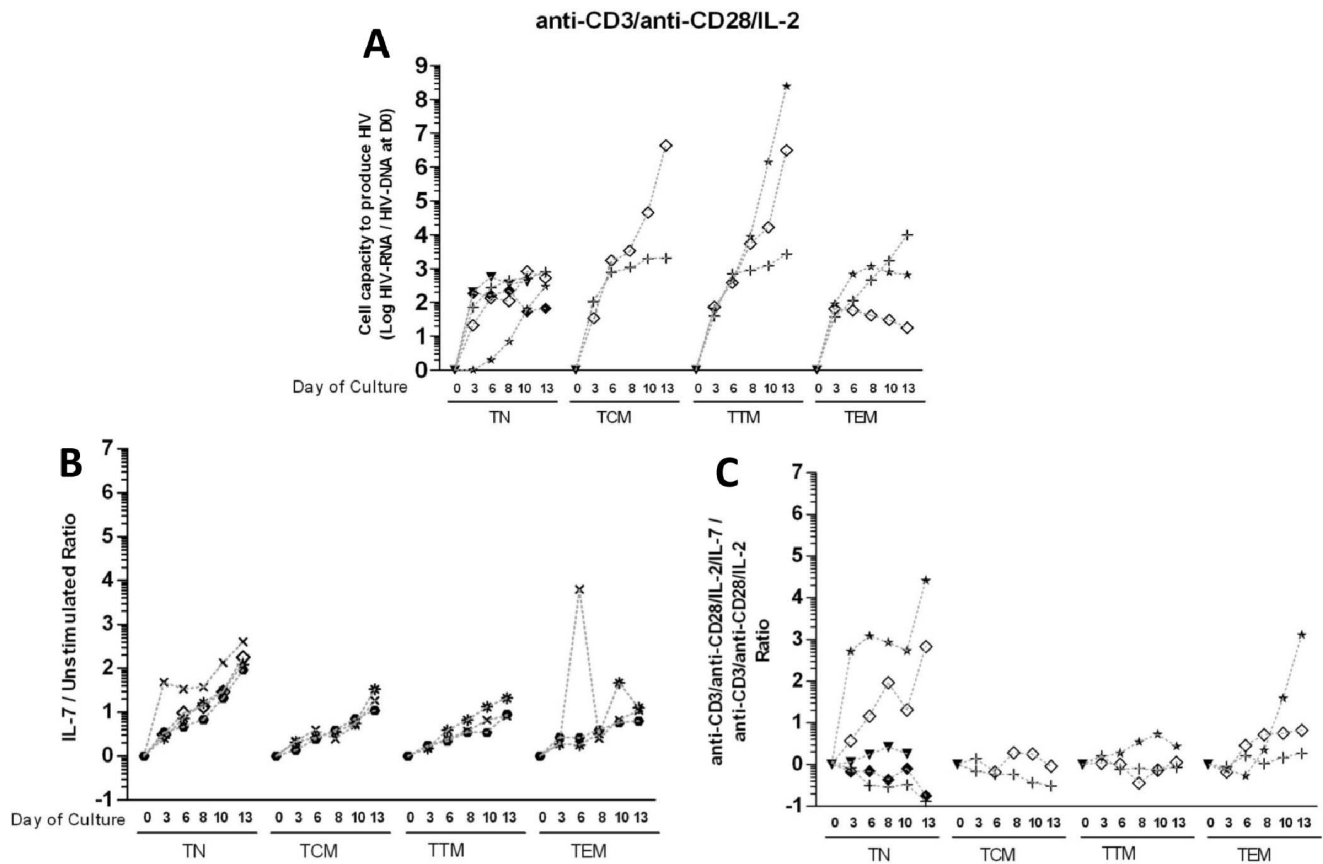 anti-CD3/anti-CD28/IL-2
A
Cell capacity to produce HIV
(Log HIV-RNA / HIV-DNA at D0)
9
8
7
6
5
4
3
2
1
0
Day of Culture 0 3 6 8 10 13 0 3 6 8 10 13 0 3 6 8 10 13 0 3 6 8 10 13
TN TCM TTM TEM
B
IL-7 / Unstimulated Ratio
7
6
5
4
3
2
1
0
-1
Day of Culture 0 3 6 8 10 13 0 3 6 8 10 13 0 3 6 8 10 13 0 3 6 8 10 13
TN TCM TTM TEM
C
anti-CD3/anti-CD28/IL-2/IL-7 /
anti-CD3/anti-CD28/IL-2
Ratio
7
6
5
4
3
2
1
0
-1
0 3 6 8 10 13 0 3 6 8 10 13 0 3 6 8 10 13 0 3 6 8 10 13
TN TCM TTM TEM